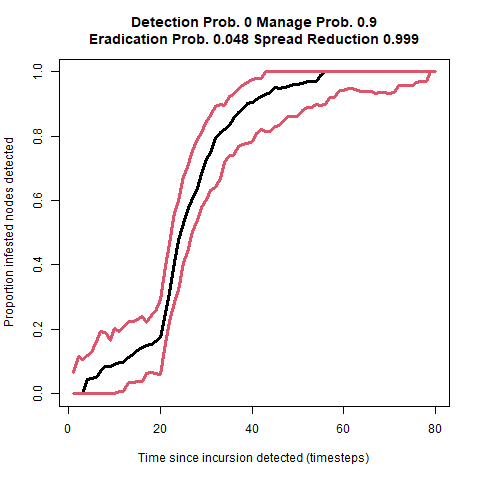 Detection Prob. 0 Manage Prob. 0.9
Eradication Prob. 0.048 Spread Reduction 0.999
Proportion infested nodes detected
1.0
0.8
0.6
0.4
0.2
0.0
0 20 40 60 80
Time since incursion detected (timesteps)